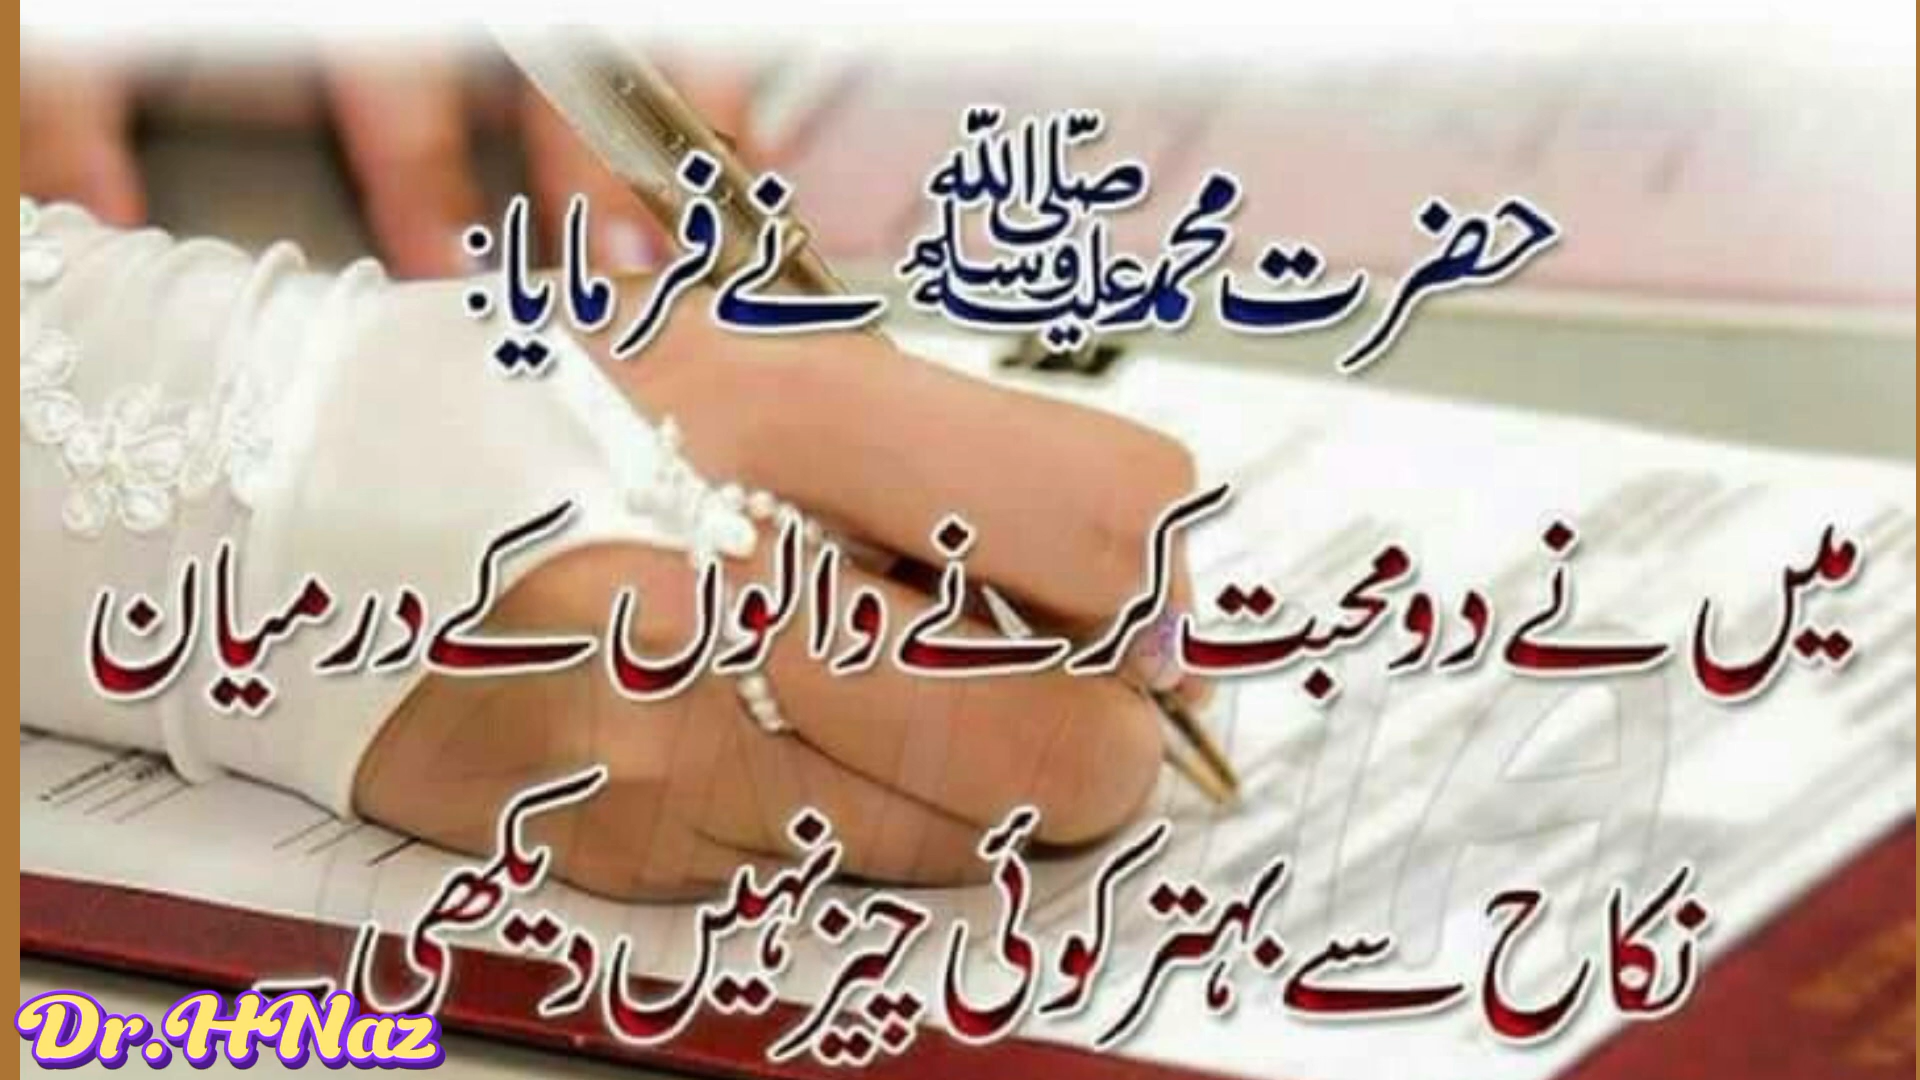 حضرت محمد صلی اللہ علیہ وسلم نے فرمایا:
میں نے دو محبت کرنے والوں کے درمیان
نکاح سے بہتر کوئی چیز نہیں دیکھی۔
Dr.HNaz